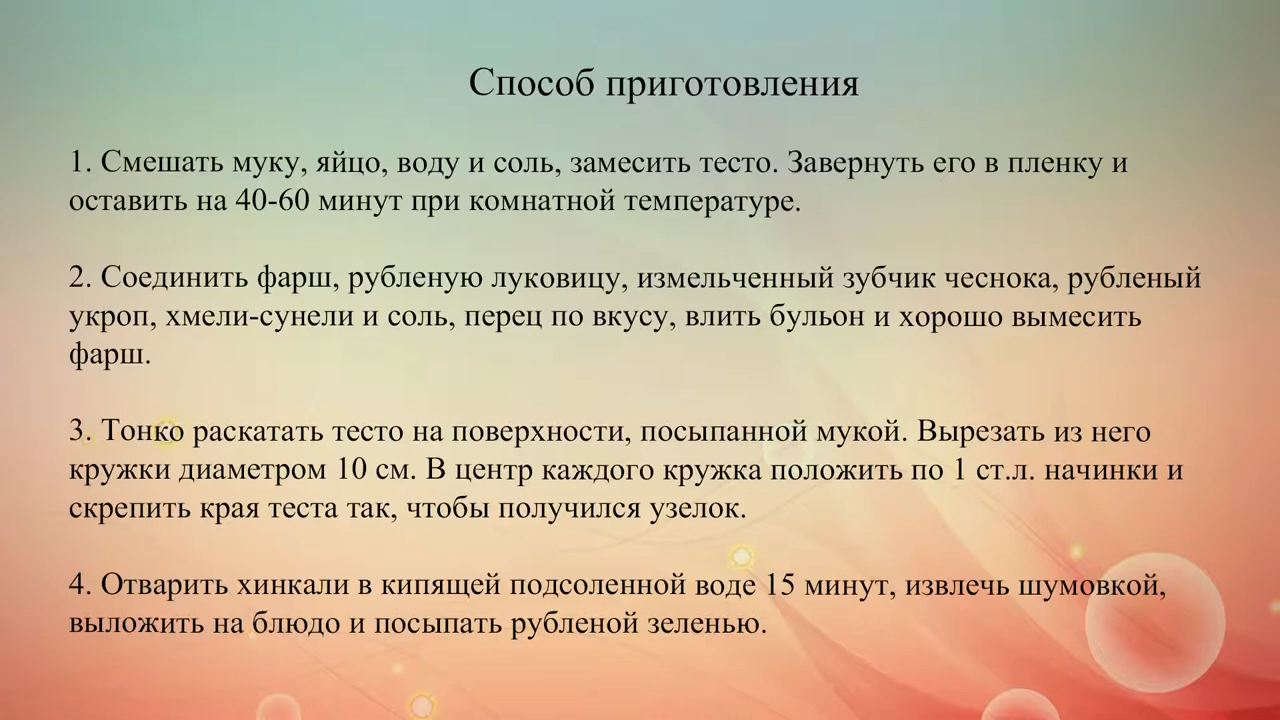 Способ приготовления
1. Смешать муку, яйцо, воду и соль, замесить тесто. Завернуть его в пленку и
оставить на 40-60 минут при комнатной температуре.
2. Соединить фарш, рубленую луковицу, измельченный зубчик чеснока, рубленый
укроп, хмели-сунели и соль, перец по вкусу, влить бульон и хорошо вымесить
фарш.
3. Тонко раскатать тесто на поверхности, посыпанной мукой. Вырезать из него
кружки диаметром 10 см. В центр каждого кружка положить по 1 ст.л. начинки и
скрепить края теста так, чтобы получился узелок.
4. Отварить хинкали в кипящей подсоленной воде 15 минут, извлечь шумовкой,
выложить на блюдо и посыпать рубленой зеленью.